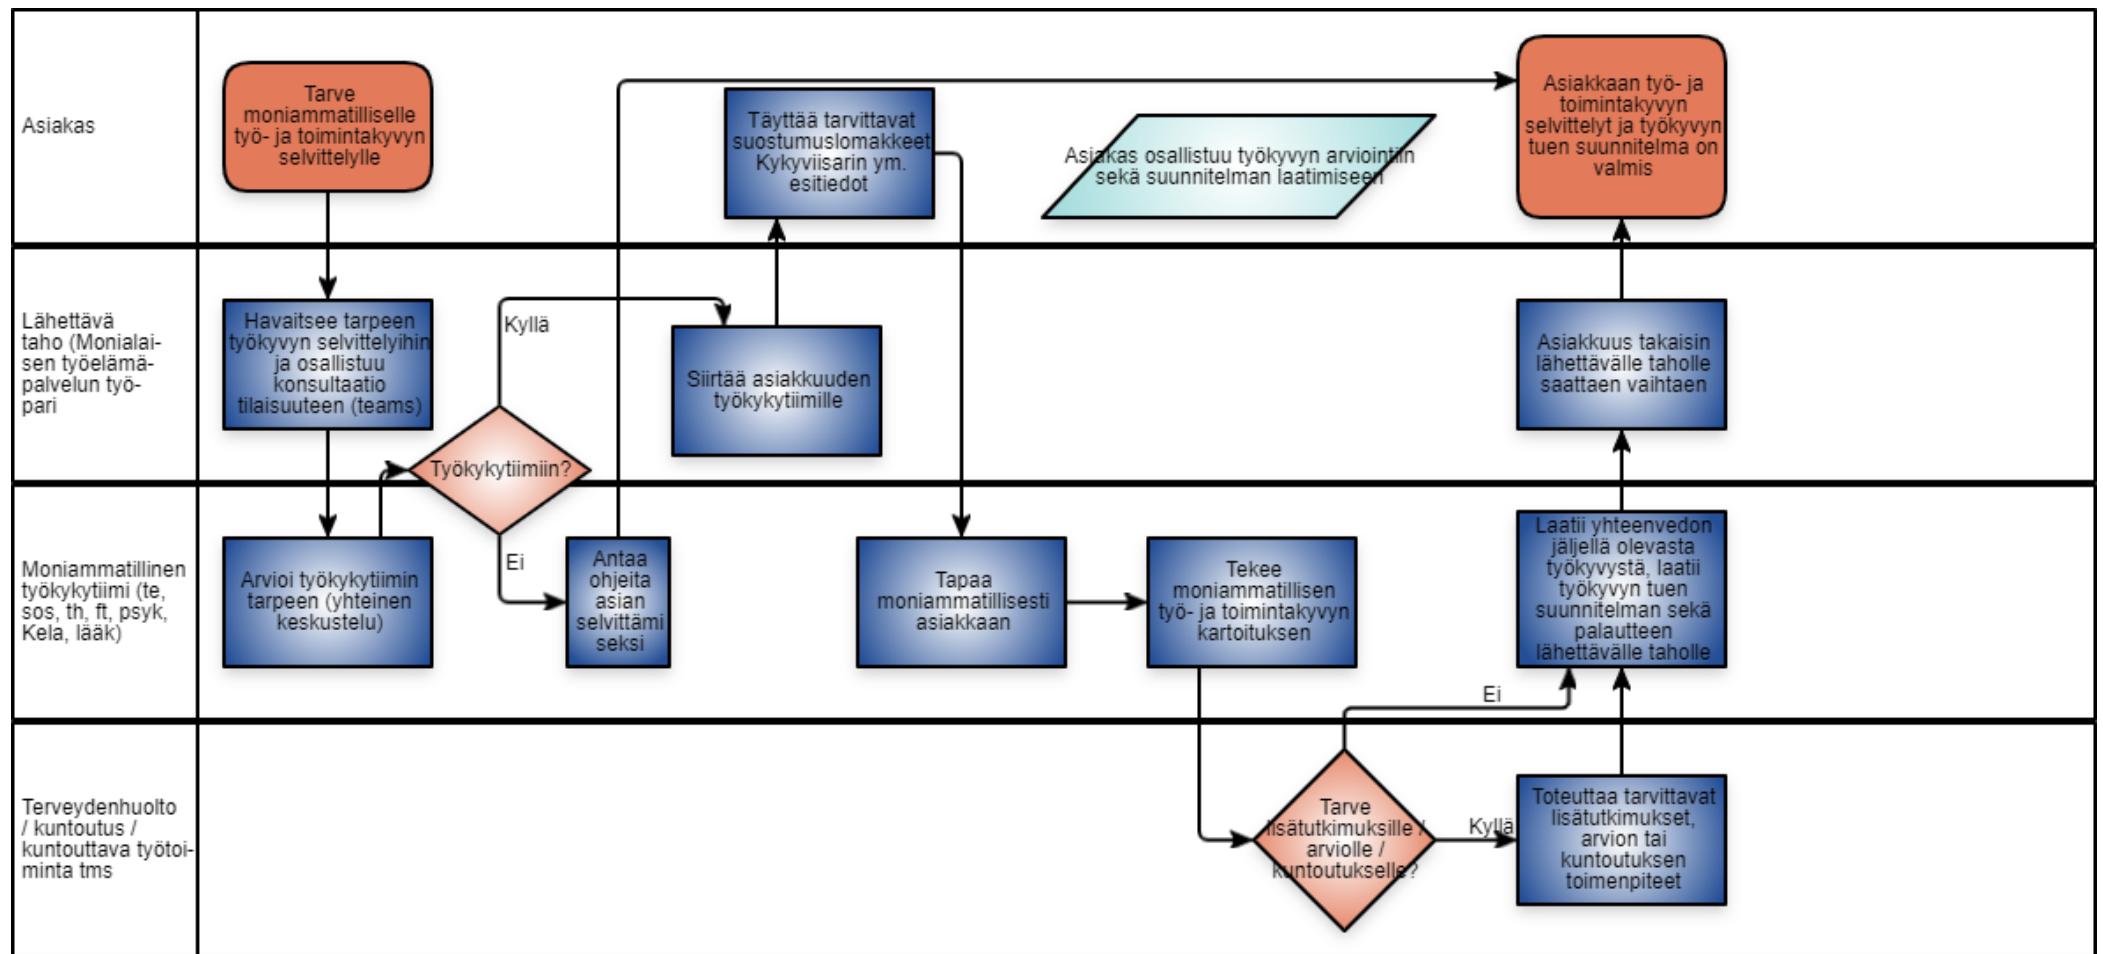 Asiakas
Tarve
moniammatilliselle
työ- ja toimintakyvyn
selvittelylle
Täyttää tarvittavat
suostumuslomakkeet
Kykyviisarin ym.
esitiedot
Asiakas osallistuu työkyvyn arviointiin
sekä suunnitelman laatimiseen
Asiakkaan työ- ja
toimintakyvyn
selvittelyt ja työkyvyn
tuen suunnitelma on
valmis
Lähettävä
taho (Monialai-
sen työelämä-
palvelun työ-
pari
Havaitsee tarpeen
työkyvyn selvittelyihin
ja osallistuu
konsultaatio
tilaisuuteen (teams)
Työkykytiimiin?
Kyllä
Siirtää asiakkuuden
työkykytiimille
Asiakkuus takaisin
lähettävälle taholle
saattaen vaihtaen
Moniammatillinen
työkykytiimi (te,
sos, th, ft, psyk,
Kela, lääk)
Arvioi työkykytiimin
tarpeen (yhteinen
keskustelu)
Ei
Antaa
ohjeita
asian
selvittämi
seksi
Tapaa
moniammatillisesti
asiakkaan
Tekee
moniammatillisen
työ- ja toimintakyvyn
kartoituksen
Laatii yhteenvedon
jäljellä olevasta
työkyvystä, laatii
työkyvyn tuen
suunnitelman sekä
palautteen
lähettävälle taholle
Ei
Terveydenhuolto
/ kuntoutus /
kuntouttava työtoi-
minta tms
Tarve
lisätutkimuksille /
arviolle /
kuntoutukselle?
Kyllä
Toteuttaa tarvittavat
lisätutkimukset,
arvion tai
kuntoutuksen
toimenpiteet